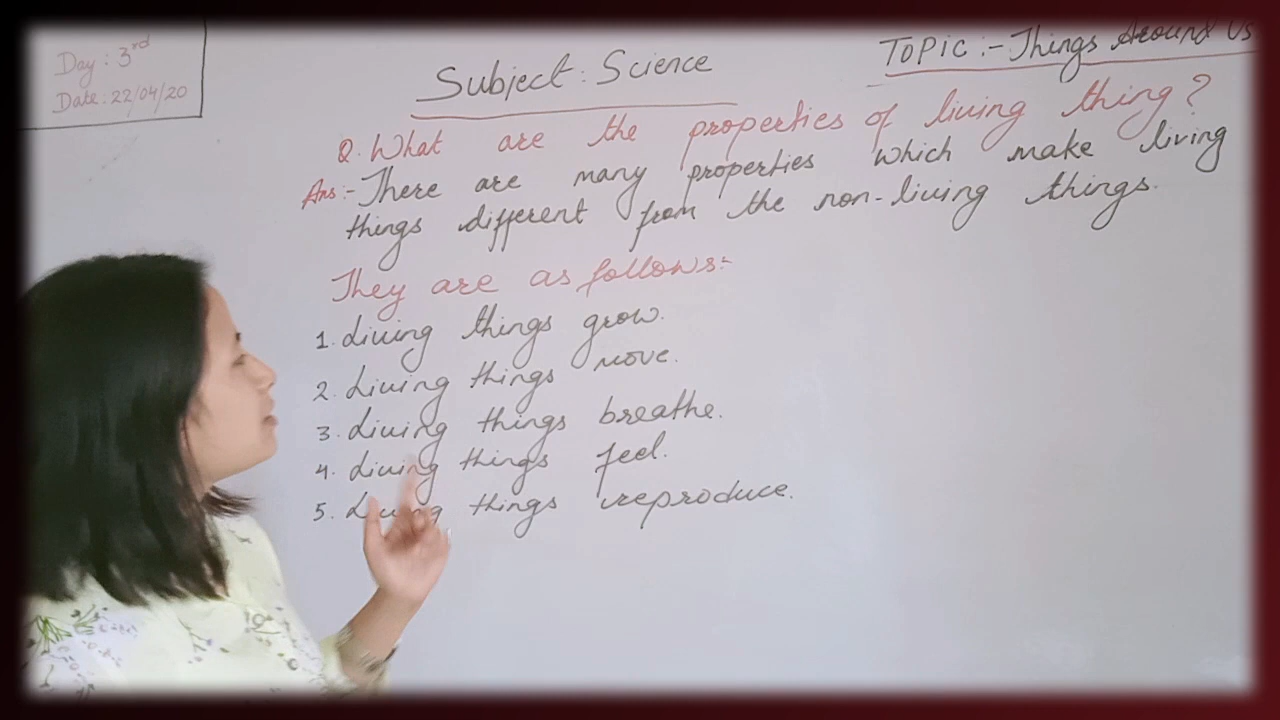 Day : 3rd
Date : 22/04/20
Subject : Science
TOPIC :- Things Around Us
Q. What are the properties of living thing?
Ans:- There are many properties which make living
things different from the non-living things.
They are as follows:-
1. Living things grow.
2. Living things move.
3. Living things breathe.
4. Living things feel.
5. Living things reproduce.